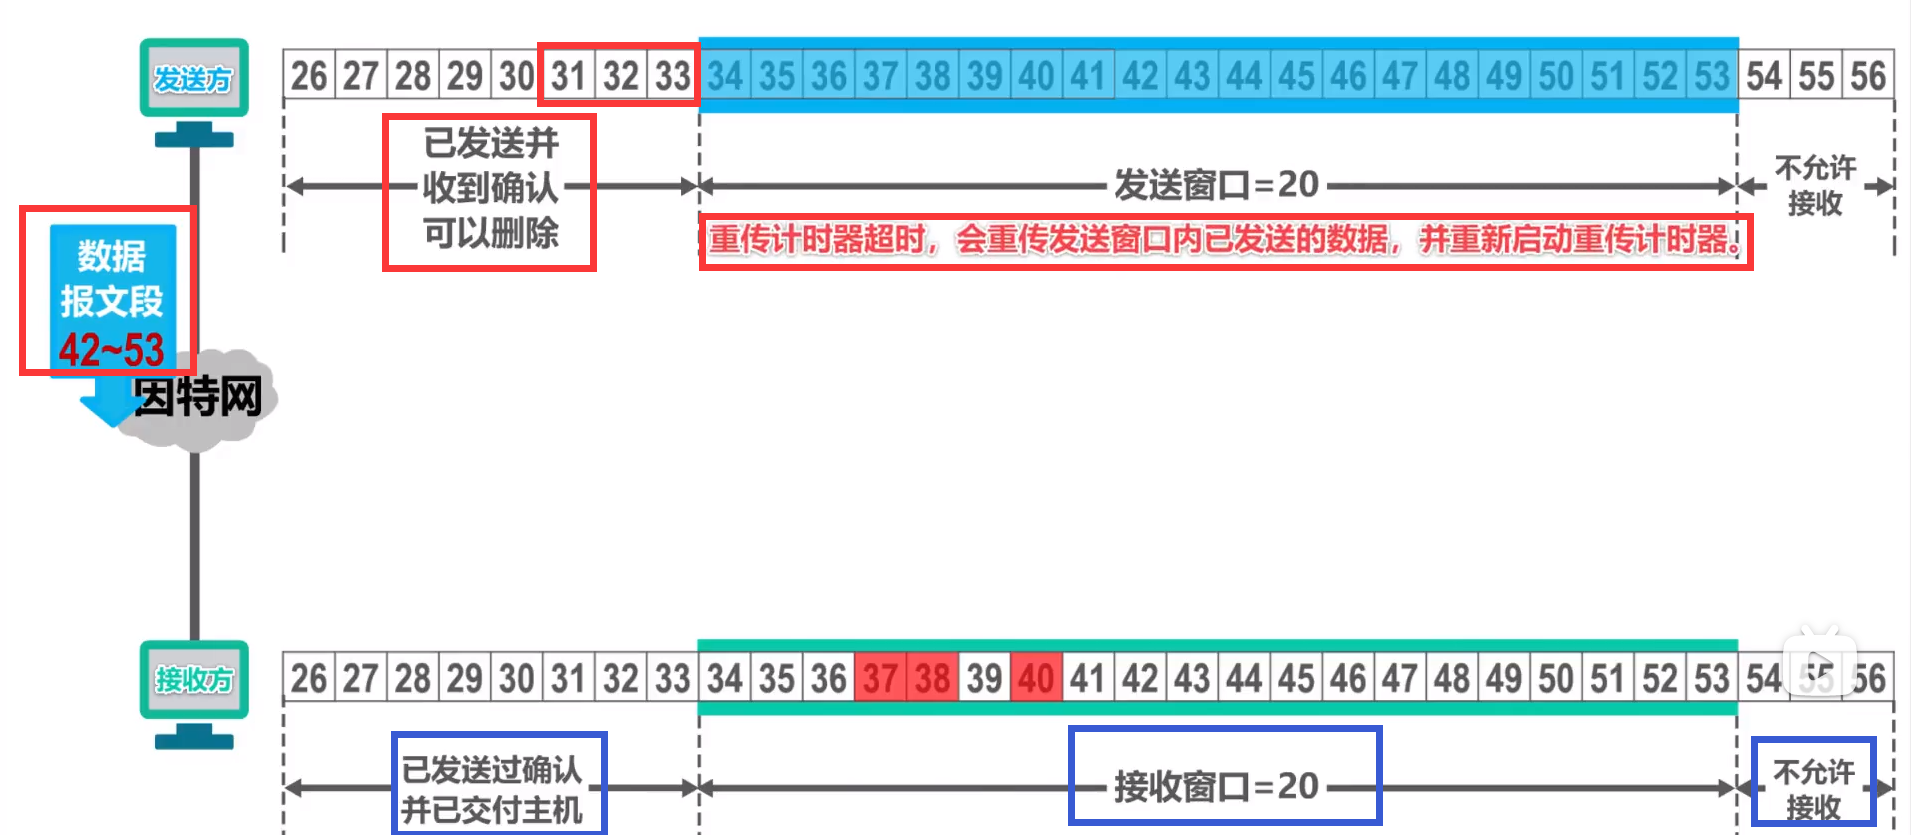 发送方
26 27 28 29 30 31 32 33 34 35 36 37 38 39 40 41 42 43 44 45 46 47 48 49 50 51 52 53 54 55 56
已发送并
收到确认
可以删除
发送窗口=20
不允许
接收
重传计时器超时，会重传发送窗口内已发送的数据，并重新启动重传计时器。
数据
报文段
42~53
因特网
接收方
26 27 28 29 30 31 32 33 34 35 36 37 38 39 40 41 42 43 44 45 46 47 48 49 50 51 52 53 54 55 56
已发送过确认
并已交付主机
接收窗口=20
不允许
接收